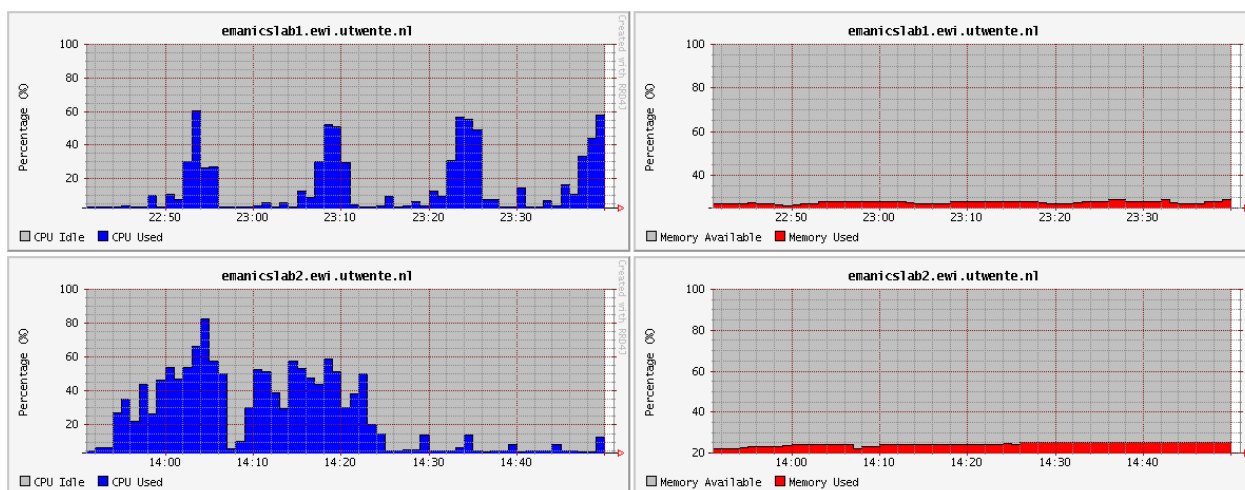 emanicslab1.ewi.utwente.nl
Percentage (%)
100
80
60
40
20
22:50 23:00 23:10 23:20 23:30
CPU Idle CPU Used
Created with RRD4J
emanicslab1.ewi.utwente.nl
Percentage (%)
100
80
60
40
22:50 23:00 23:10 23:20 23:30
Memory Available Memory Used
emanicslab2.ewi.utwente.nl
Percentage (%)
100
80
60
40
20
14:00 14:10 14:20 14:30 14:40
CPU Idle CPU Used
Created with RRD4J
emanicslab2.ewi.utwente.nl
Percentage (%)
100
80
60
40
20
14:00 14:10 14:20 14:30 14:40
Memory Available Memory Used